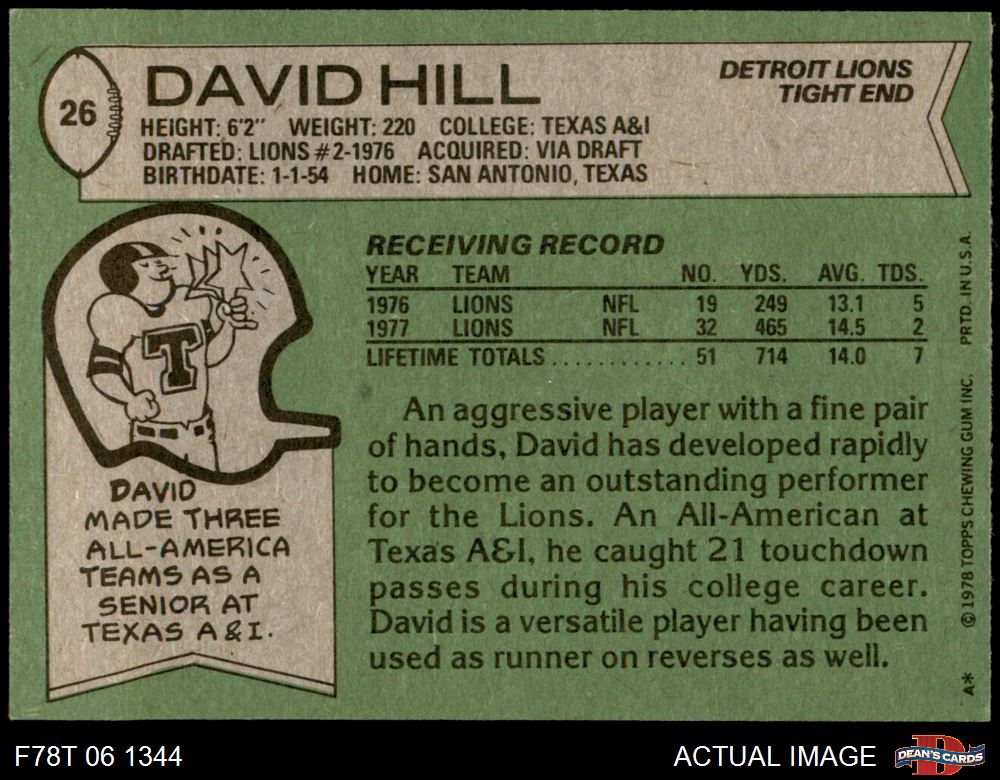 26
DAVID HILL
DETROIT LIONS
TIGHT END
HEIGHT: 6'2" WEIGHT: 220 COLLEGE: TEXAS A&I
DRAFTED: LIONS #2-1976 ACQUIRED: VIA DRAFT
BIRTHDATE: 1-1-54 HOME: SAN ANTONIO, TEXAS
T
DAVID
MADE THREE
ALL-AMERICA
TEAMS AS A
SENIOR AT
TEXAS A & I.
RECEIVING RECORD
YEAR TEAM NO. YDS. AVG. TDS.
1976 LIONS NFL 19 249 13.1 5
1977 LIONS NFL 32 465 14.5 2
LIFETIME TOTALS ............ 51 714 14.0 7
An aggressive player with a fine pair
of hands, David has developed rapidly
to become an outstanding performer
for the Lions. An All-American at
Texas A&I, he caught 21 touchdown
passes during his college career.
David is a versatile player having been
used as runner on reverses as well.
A* © 1978 TOPPS CHEWING GUM INC. PRTD. IN U.S.A.
F78T 06 1344
ACTUAL IMAGE
D
DEAN'S CARDS